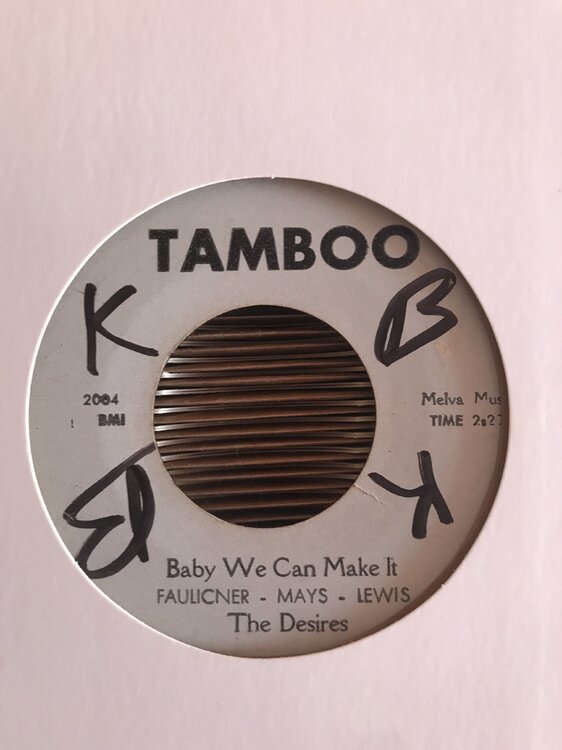 TAMBOO
K B
2004 Melva Mus
BMI TIME 2:2
B K
Baby We Can Make It
FAULICNER - MAYS - LEWIS
The Desires